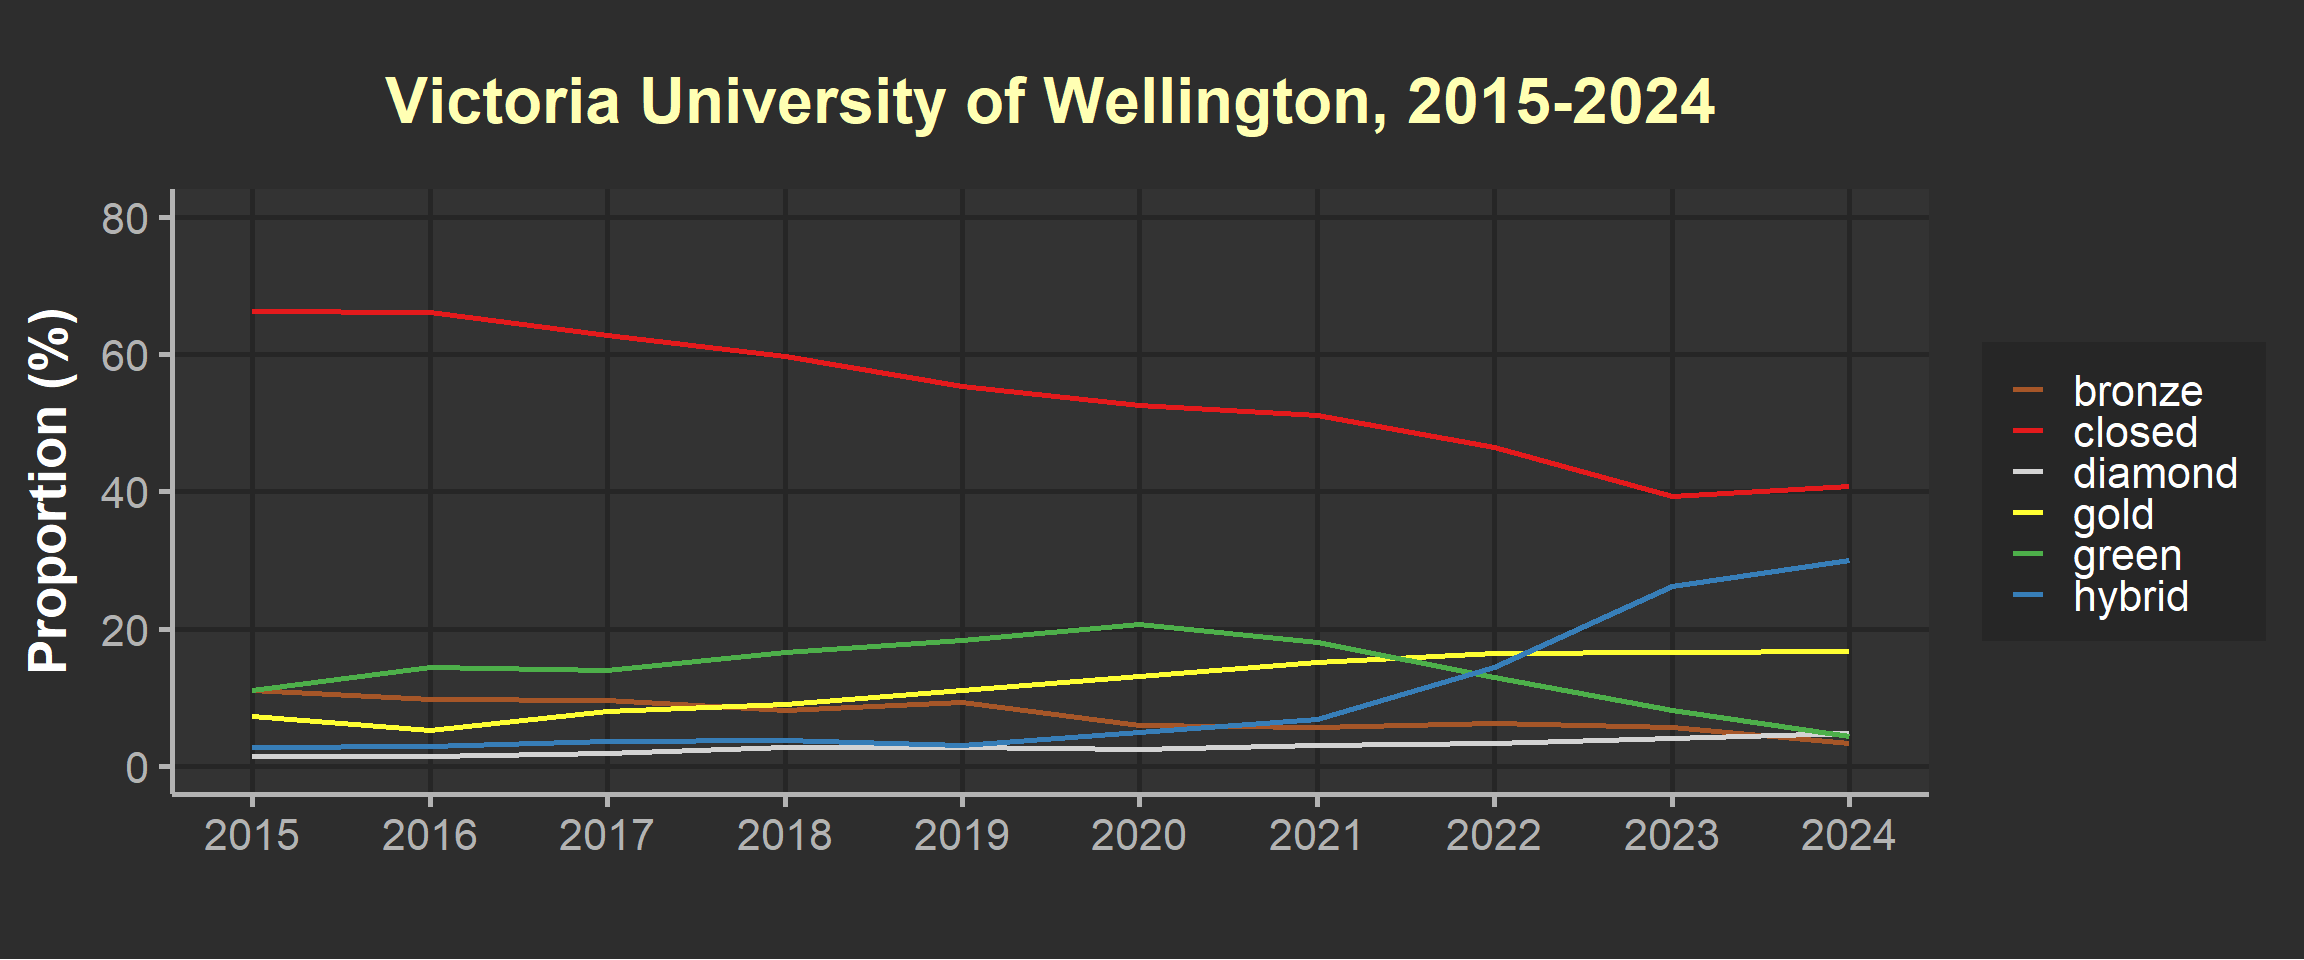 Victoria University of Wellington, 2015-2024
Proportion (%)
80
60
40
20
0
2015 2016 2017 2018 2019 2020 2021 2022 2023 2024
bronze
closed
diamond
gold
green
hybrid